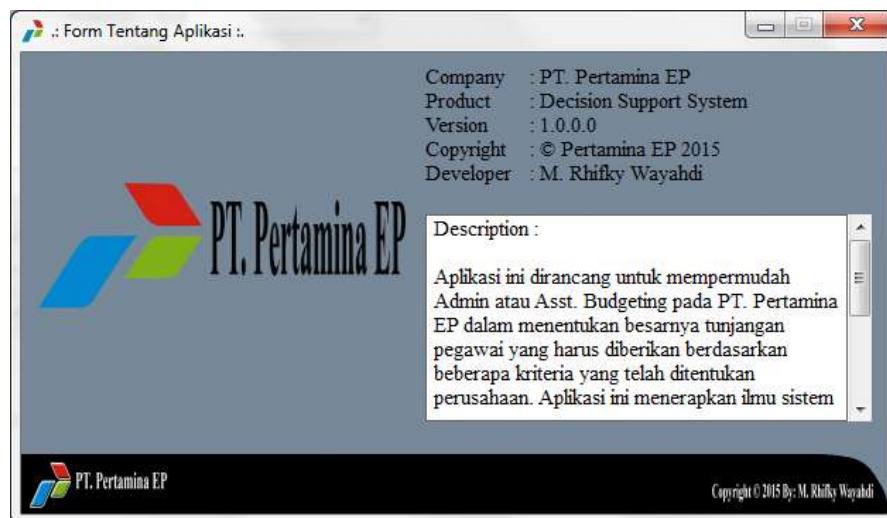 .: Form Tentang Aplikasi :.
Company : PT. Pertamina EP
Product : Decision Support System
Version : 1.0.0.0
Copyright : © Pertamina EP 2015
Developer : M. Rhifky Wayahdi
PT. Pertamina EP
Description :
Aplikasi ini dirancang untuk mempermudah
Admin atau Asst. Budgeting pada PT. Pertamina
EP dalam menentukan besarnya tunjangan
pegawai yang harus diberikan berdasarkan
beberapa kriteria yang telah ditentukan
perusahaan. Aplikasi ini menerapkan ilmu sistem
PT. Pertamina EP
Copyright © 2015 By: M. Rhifky Wayahdi